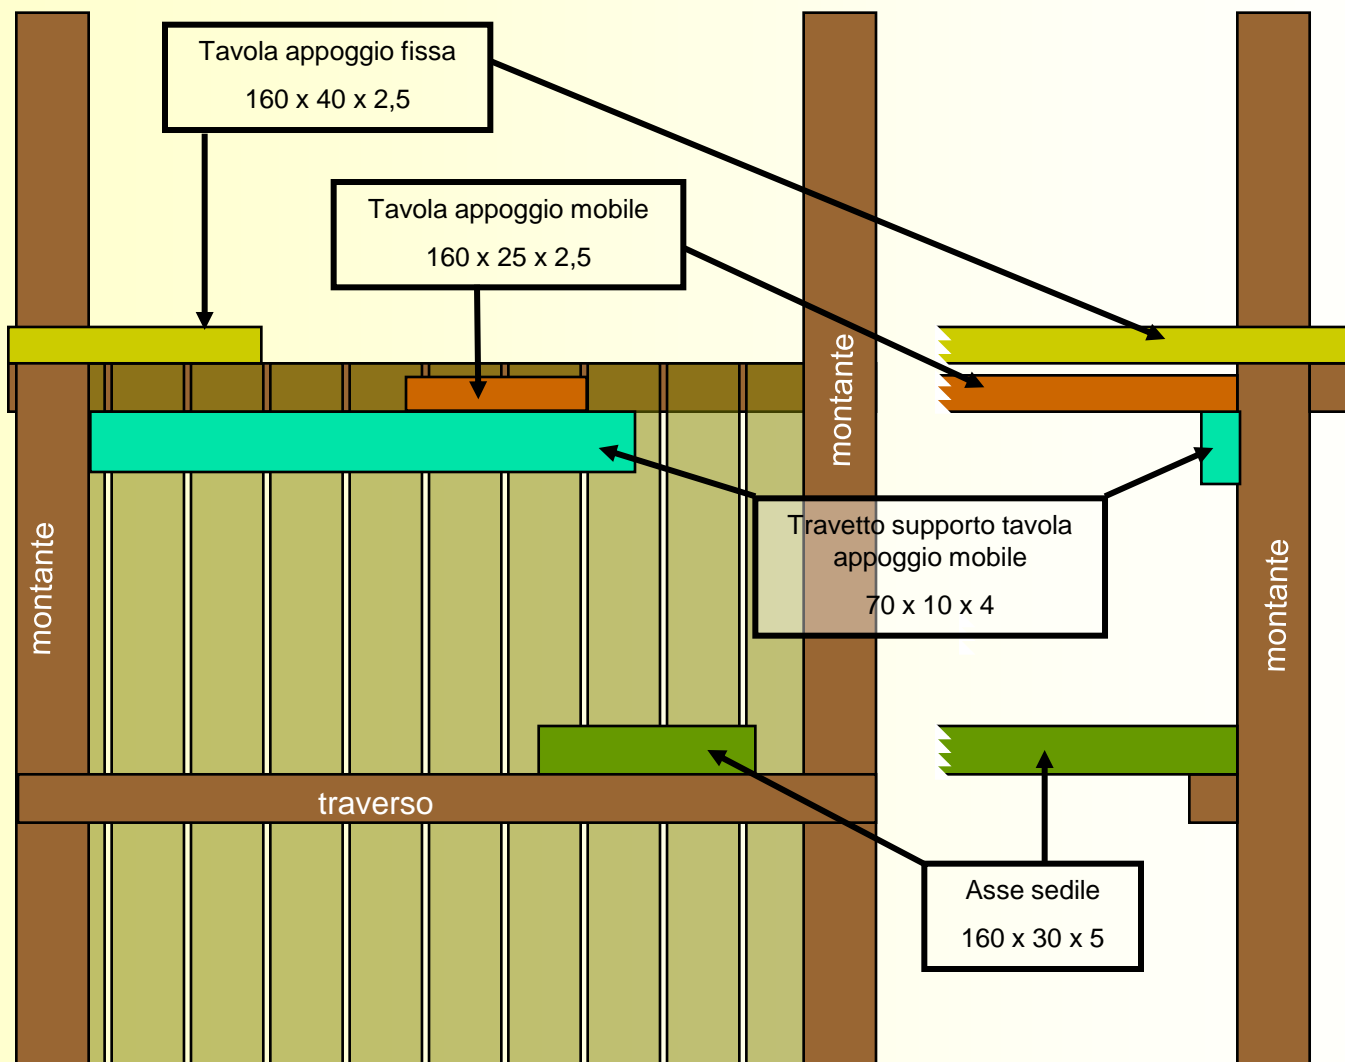 Tavola appoggio fissa
160 x 40 x 2,5
Tavola appoggio mobile
160 x 25 x 2,5
montante
montante
montante
Travetto supporto tavola
appoggio mobile
70 x 10 x 4
traverso
Asse sedile
160 x 30 x 5